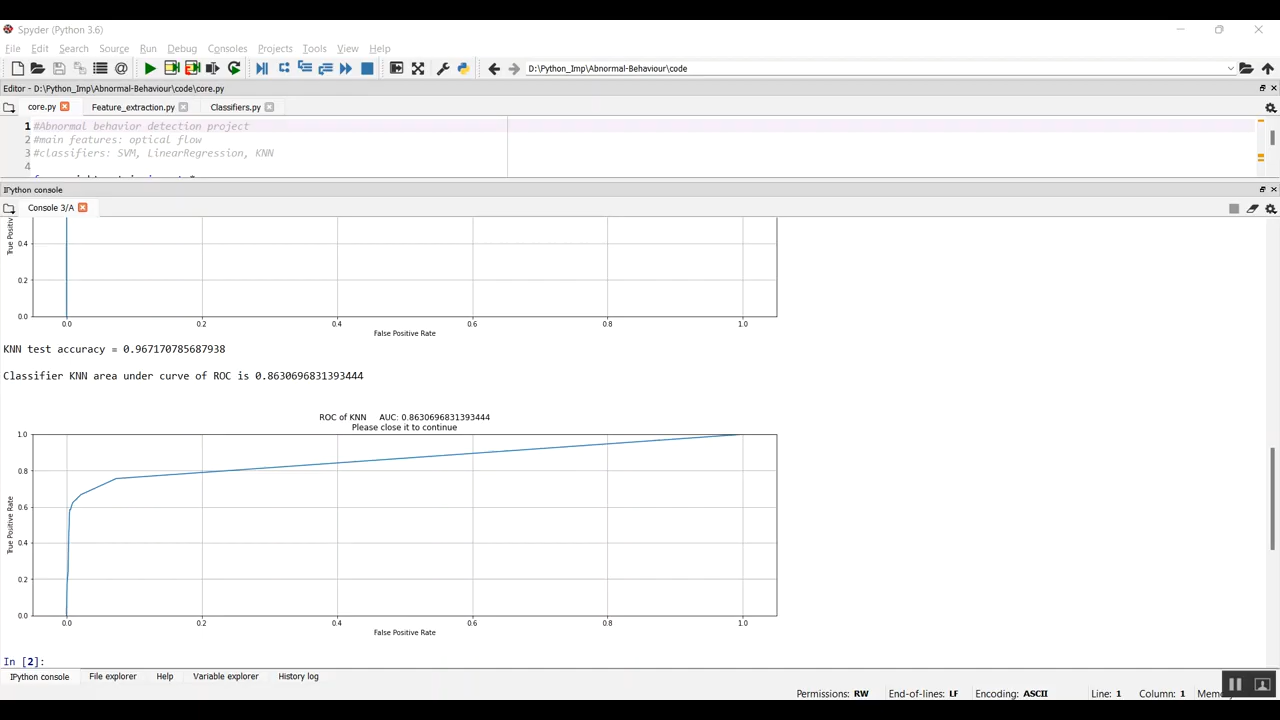 Spyder (Python 3.6)
File Edit Search Source Run Debug Consoles Projects Tools View Help
D:\Python_Imp\Abnormal-Behaviour\code
Editor - D:\Python_Imp\Abnormal-Behaviour\code\core.py
core.py Feature_extraction.py Classifiers.py
1 #Abnormal behavior detection project
2 #main features: optical flow
3 #classifiers: SVM, LinearRegression, KNN
4
IPython console
Console 3/A
True Positiv
0.4
0.2
0.0
0.0 0.2 0.4 0.6 0.8 1.0
False Positive Rate
KNN test accuracy = 0.967170785687938
Classifier KNN area under curve of ROC is 0.8630696831393444
ROC of KNN AUC: 0.8630696831393444
Please close it to continue
1.0
0.8
0.6
0.4
0.2
0.0
True Positive Rate
0.0 0.2 0.4 0.6 0.8 1.0
False Positive Rate
In [2]:
IPython console File explorer Help Variable explorer History log
Permissions: RW End-of-lines: LF Encoding: ASCII Line: 1 Column: 1 Mem